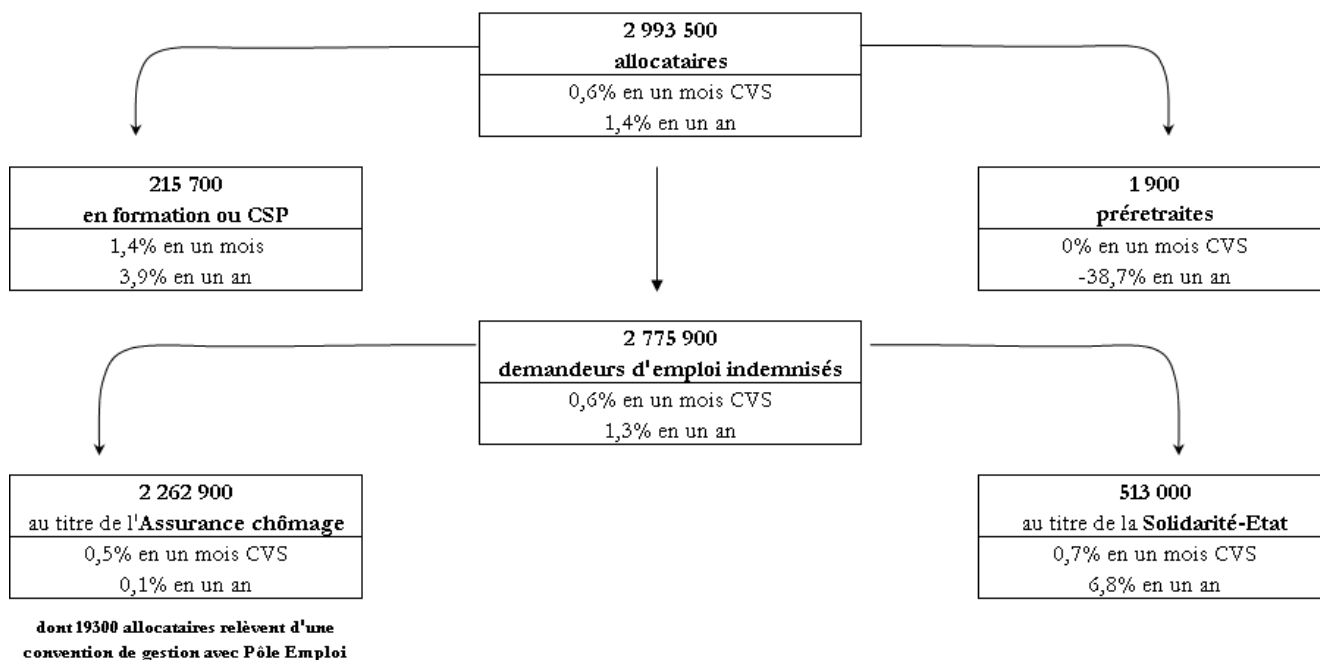 2 993 500
allocataires
0,6% en un mois CVS
1,4% en un an
215 700
en formation ou CSP
1,4% en un mois
3,9% en un an
1 900
préretraites
0% en un mois CVS
-38,7% en un an
2 775 900
demandeurs d'emploi indemnisés
0,6% en un mois CVS
1,3% en un an
2 262 900
au titre de l'Assurance chômage
0,5% en un mois CVS
0,1% en un an
513 000
au titre de la Solidarité-Etat
0,7% en un mois CVS
6,8% en un an
dont 19300 allocataires relèvent d'une
convention de gestion avec Pôle Emploi